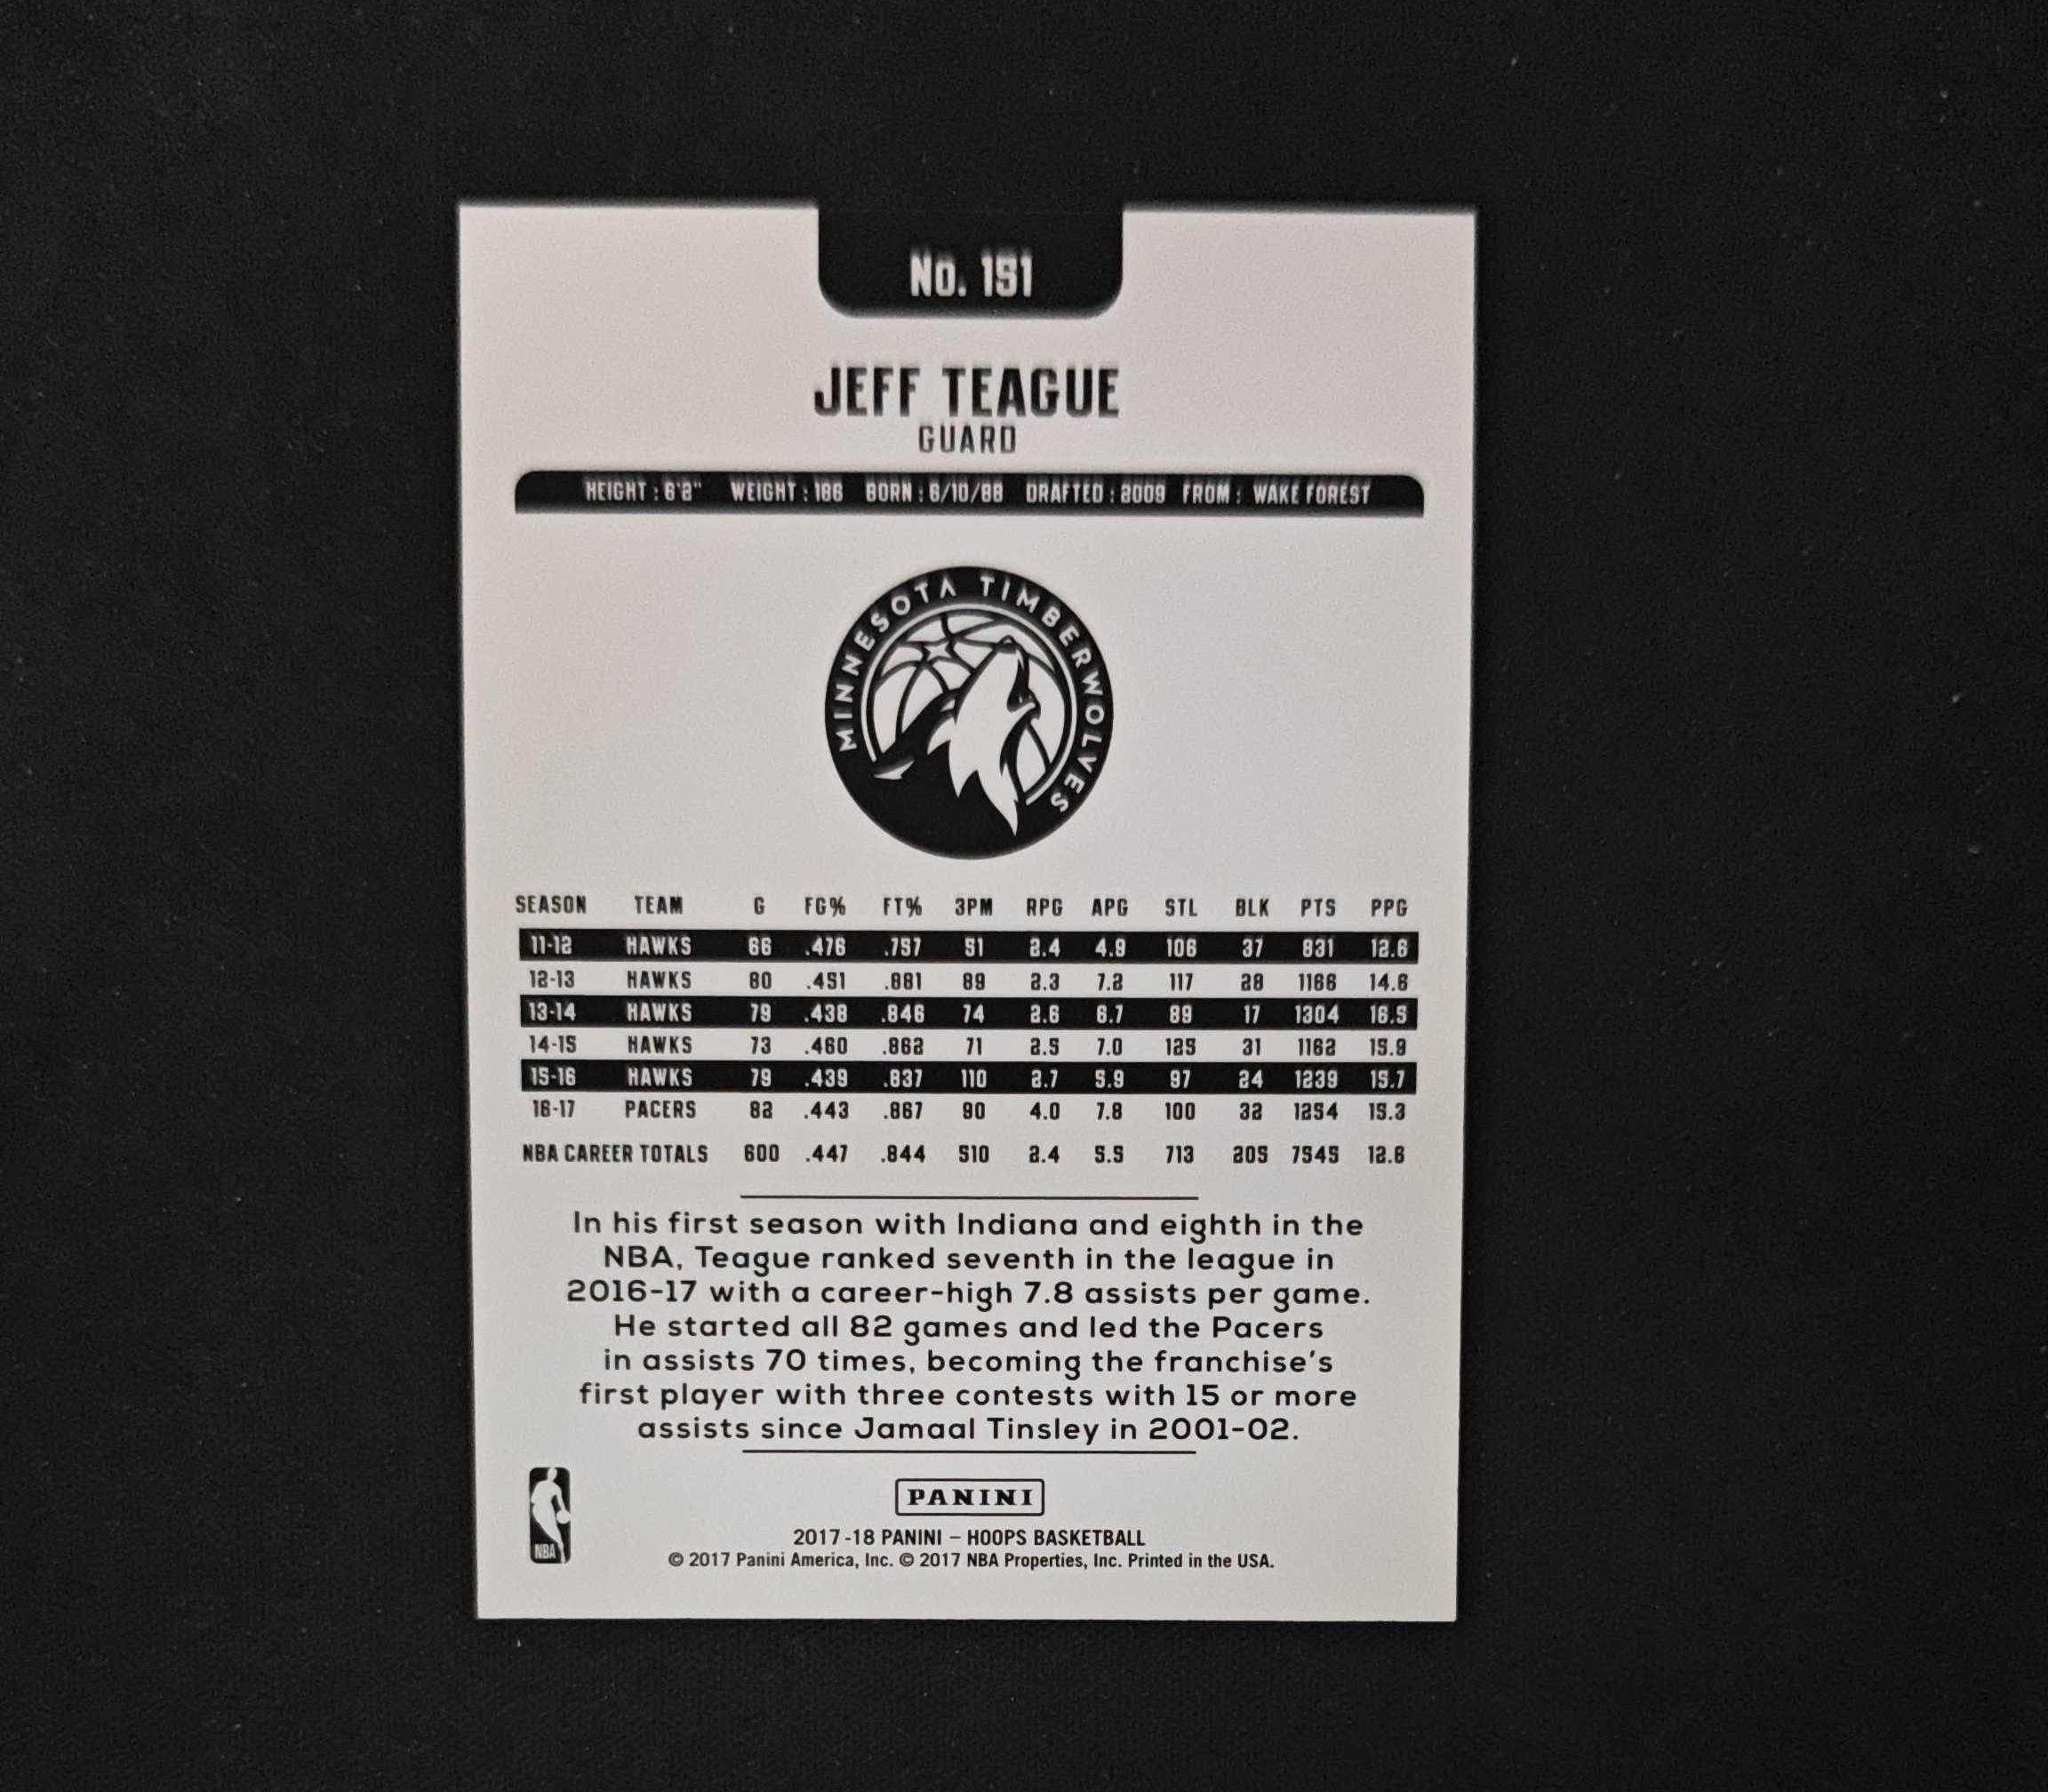 No. 151
JEFF TEAGUE
GUARD
HEIGHT : 6'2" WEIGHT : 186 BORN : 6/10/88 DRAFTED : 2009 FROM : WAKE FOREST
MINNESOTA TIMBERWOLVES
SEASON TEAM G FG% FT% 3PM RPG APG STL BLK PTS PPG
11-12 HAWKS 66 .476 .757 51 2.4 4.9 106 37 831 12.6
12-13 HAWKS 80 .451 .881 89 2.3 7.2 117 28 1166 14.6
13-14 HAWKS 79 .438 .846 74 2.6 6.7 89 17 1304 16.5
14-15 HAWKS 73 .460 .862 71 2.5 7.0 125 31 1162 15.9
15-16 HAWKS 79 .439 .837 110 2.7 5.9 97 24 1239 15.7
16-17 PACERS 82 .443 .867 90 4.0 7.8 100 32 1254 15.3
NBA CAREER TOTALS 600 .447 .844 510 2.4 5.5 713 205 7545 12.6
In his first season with Indiana and eighth in the
NBA, Teague ranked seventh in the league in
2016-17 with a career-high 7.8 assists per game.
He started all 82 games and led the Pacers
in assists 70 times, becoming the franchise's
first player with three contests with 15 or more
assists since Jamaal Tinsley in 2001-02.
NBA
PANINI
2017-18 PANINI – HOOPS BASKETBALL
© 2017 Panini America, Inc. © 2017 NBA Properties, Inc. Printed in the USA.